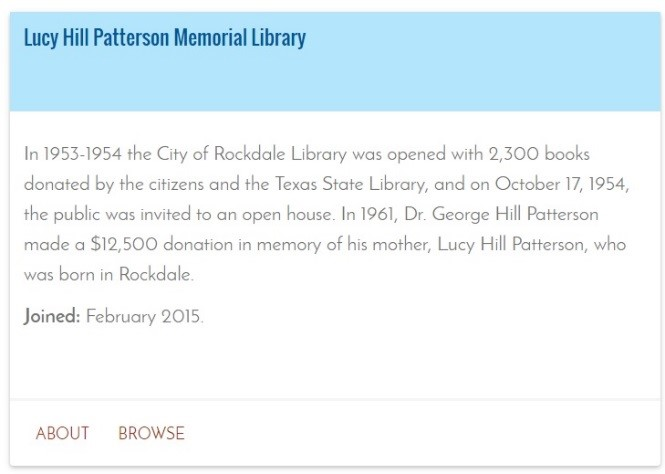 Lucy Hill Patterson Memorial Library
In 1953-1954 the City of Rockdale Library was opened with 2,300 books
donated by the citizens and the Texas State Library, and on October 17, 1954,
the public was invited to an open house. In 1961, Dr. George Hill Patterson
made a $12,500 donation in memory of his mother, Lucy Hill Patterson, who
was born in Rockdale.
Joined: February 2015.
ABOUT BROWSE